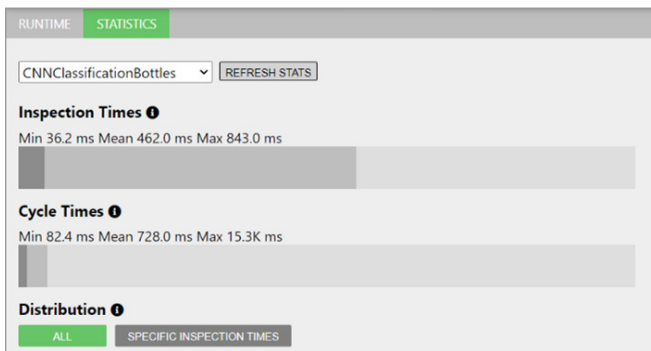 RUNTIME STATISTICS
CNNClassificationBottles REFRESH STATS
Inspection Times
Min 36.2 ms Mean 462.0 ms Max 843.0 ms
Cycle Times
Min 82.4 ms Mean 728.0 ms Max 15.3K ms
Distribution
ALL SPECIFIC INSPECTION TIMES